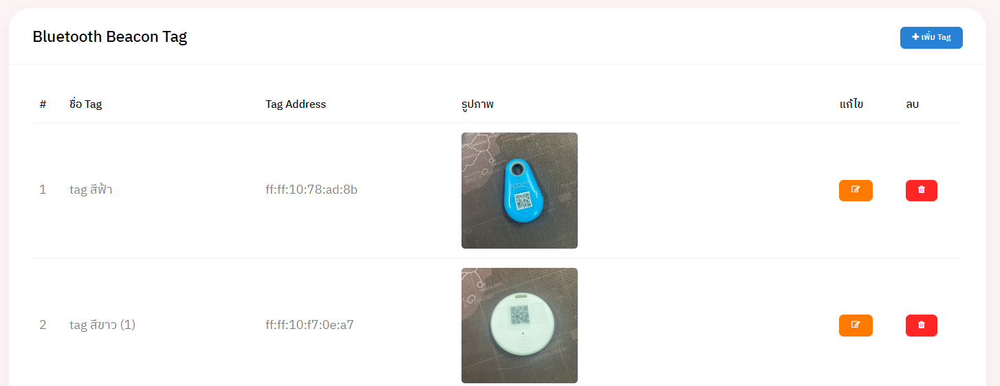 Bluetooth Beacon Tag
เพิ่ม Tag
# ชื่อ Tag Tag Address รูปภาพ แก้ไข ลบ
1 tag สีฟ้า ff:ff:10:78:ad:8b
2 tag สีขาว (1) ff:ff:10:f7:0e:a7